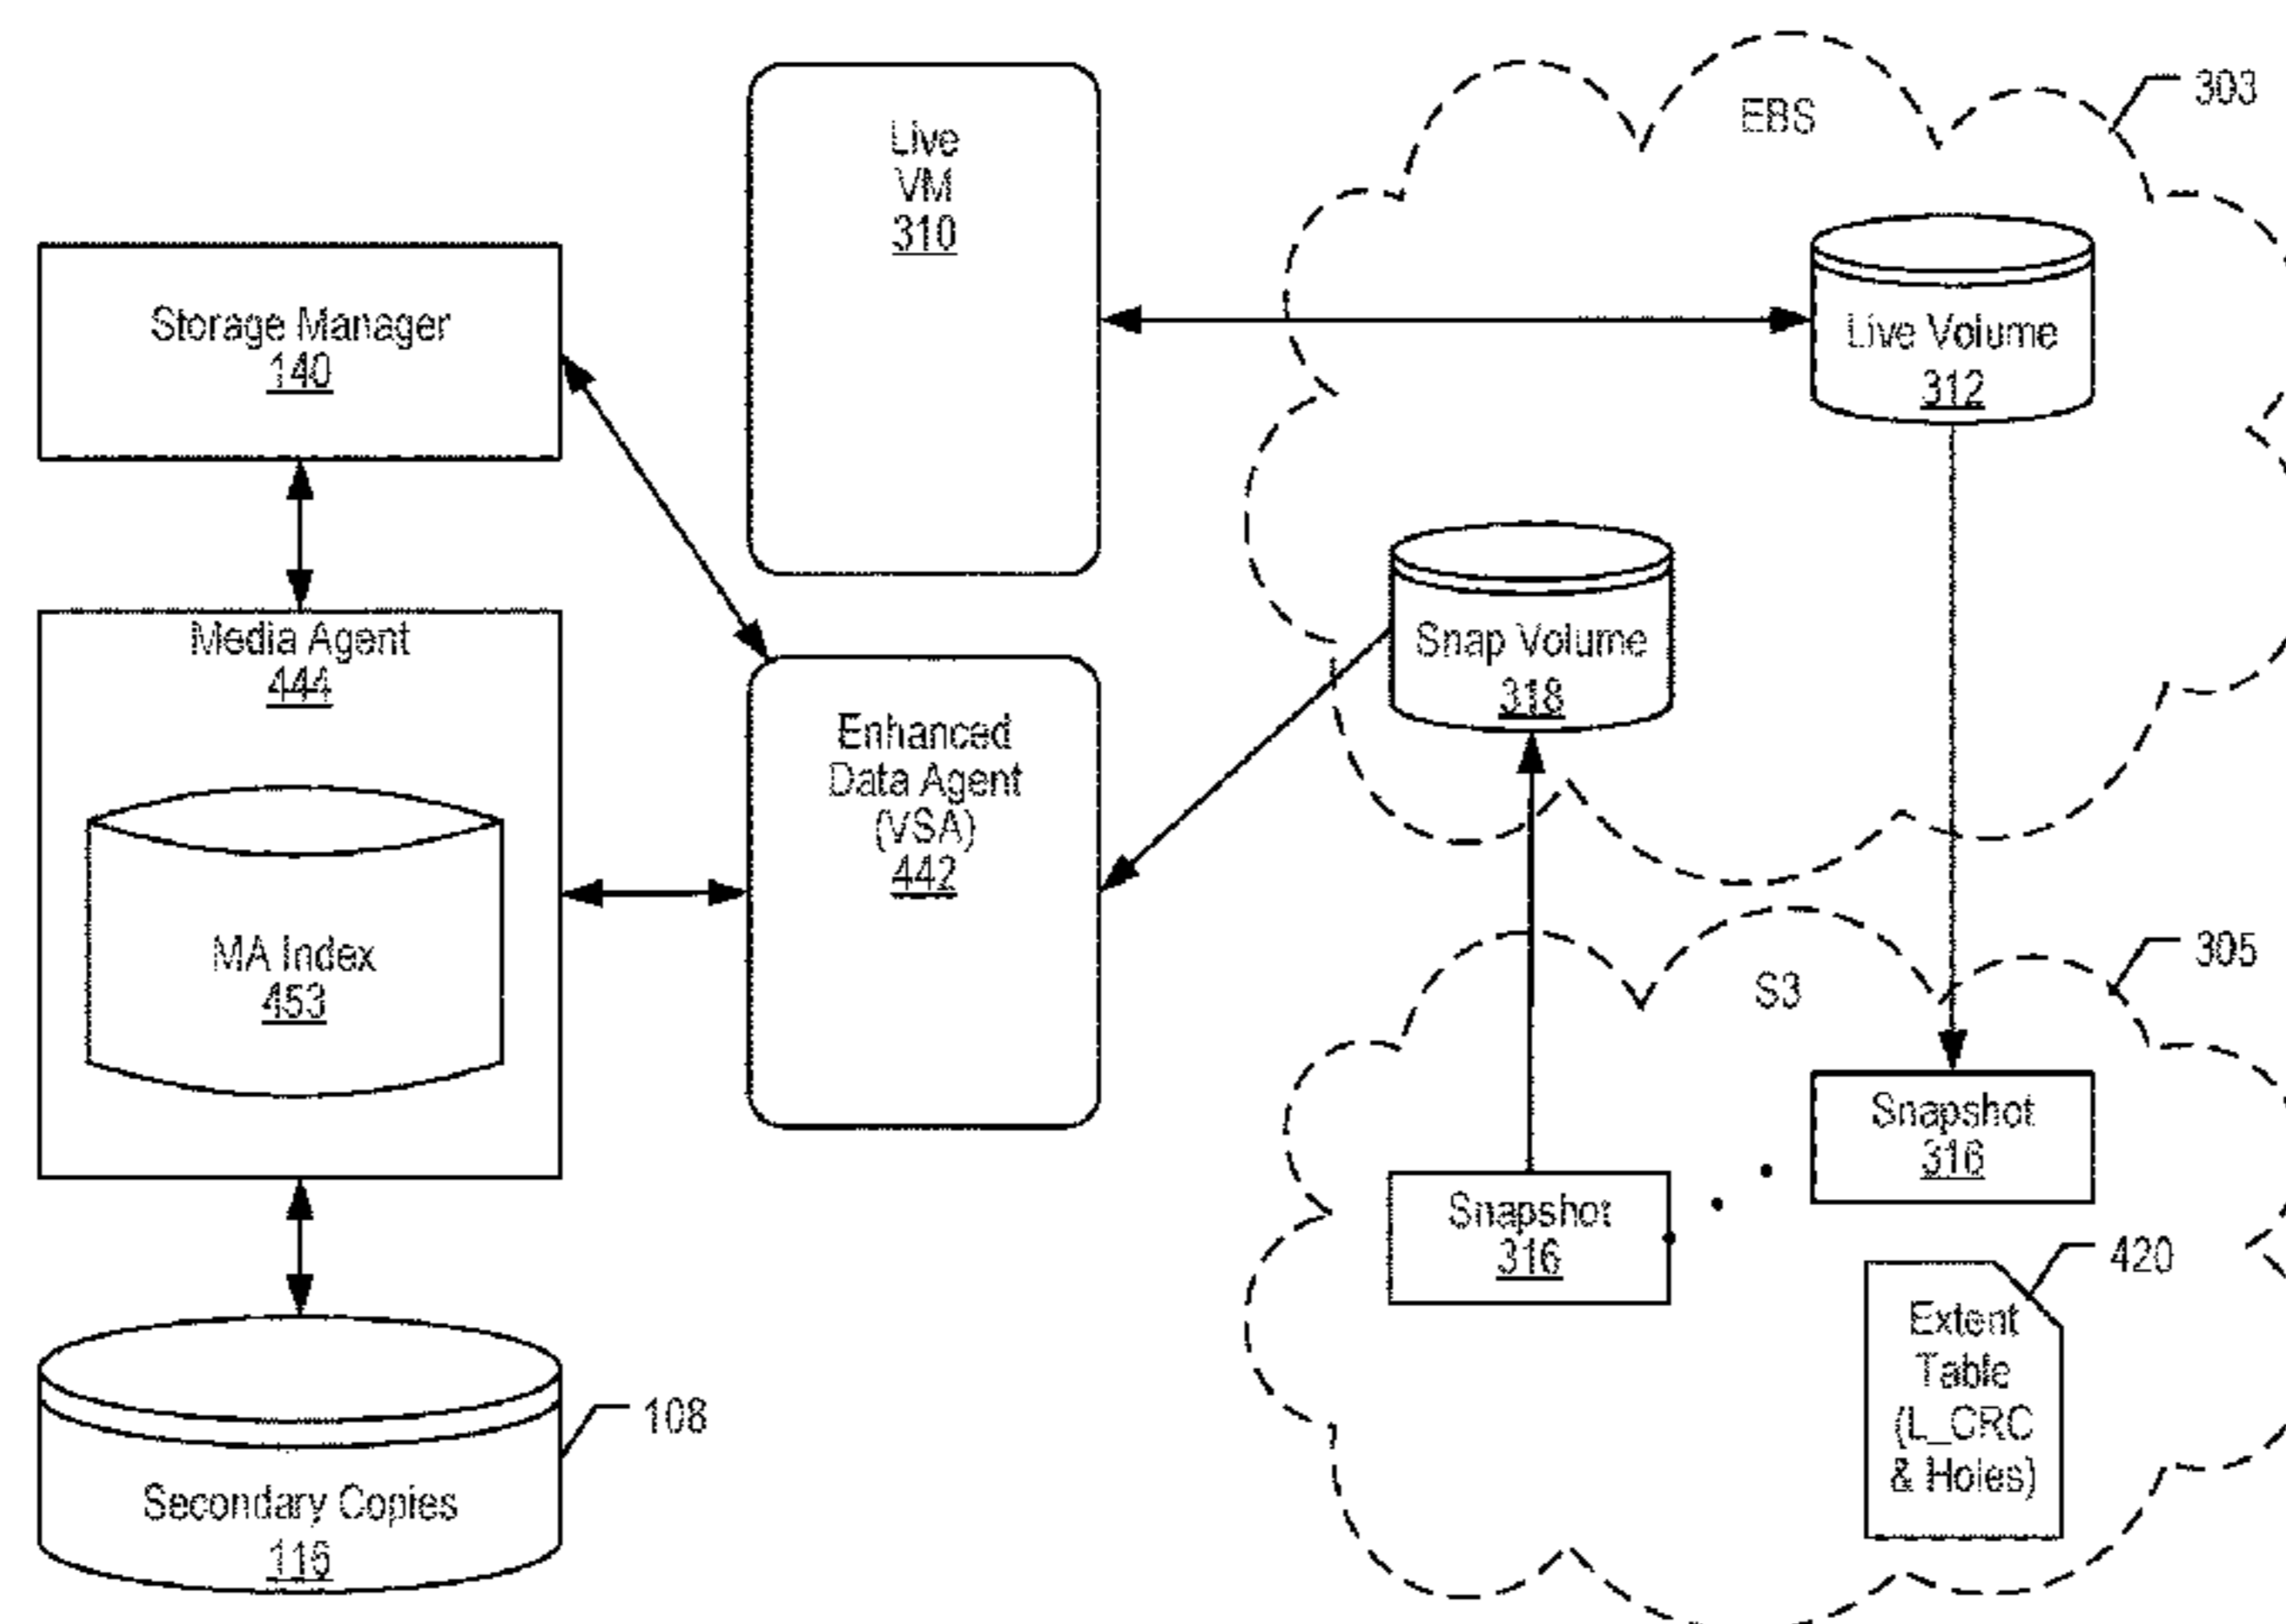 Storage Manager
140
Media Agent
444
MA Index
453
Secondary Copies
116
108
Live
VM
310
Enhanced
Data Agent
(VSA)
442
EBS
303
Live Volume
312
Snap Volume
318
S3
305
Snapshot
316
Snapshot
316
420
Extent
Table
(L_CRC
& Holes)